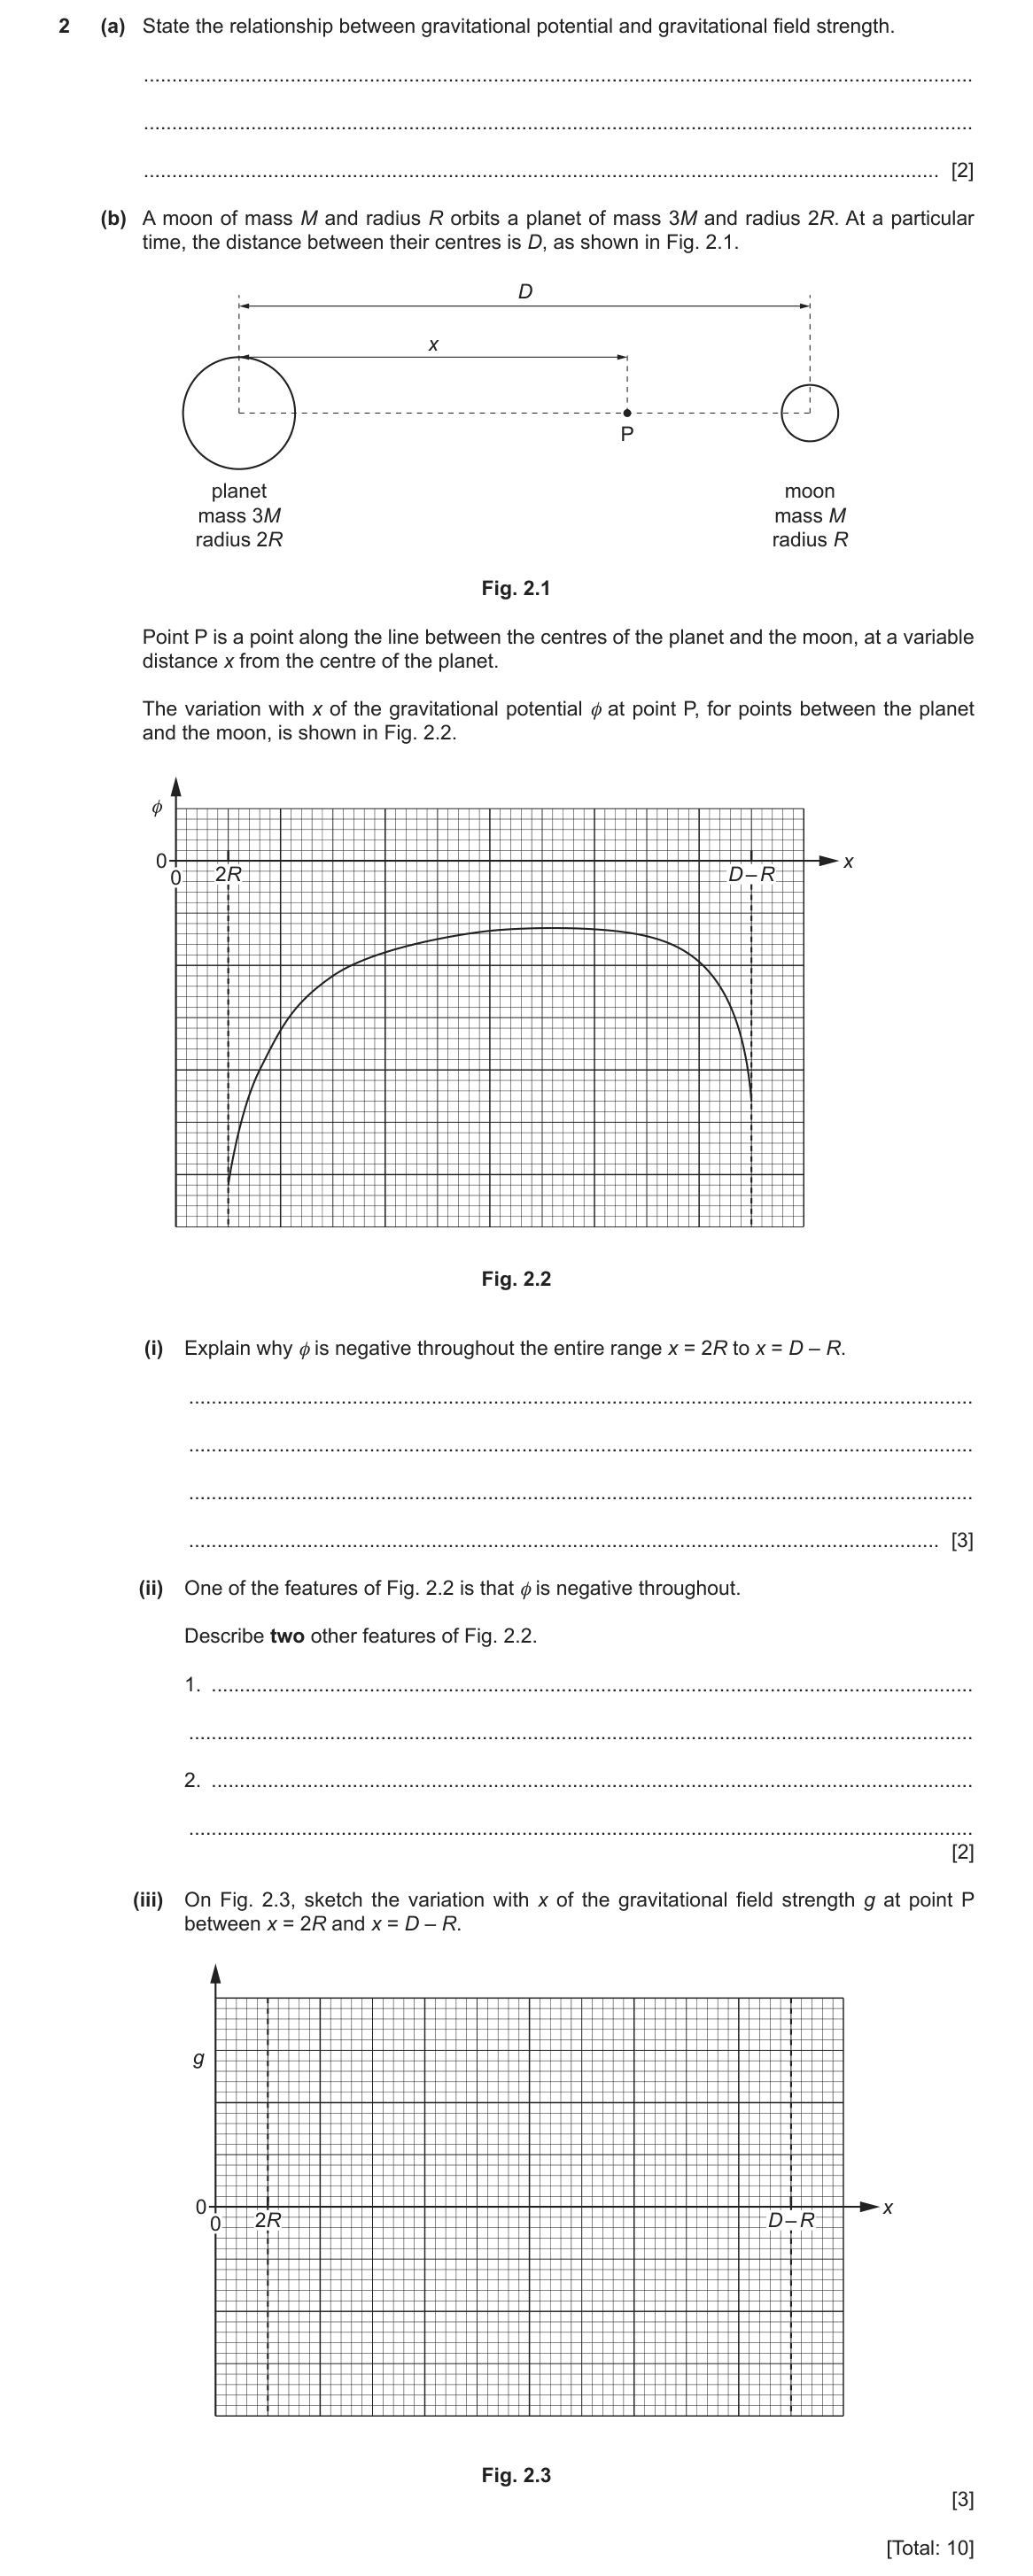 2 (a) State the relationship between gravitational potential and gravitational field strength.
..........
..........
.......... [2]
(b) A moon of mass M and radius R orbits a planet of mass 3M and radius 2R. At a particular
time, the distance between their centres is D, as shown in Fig. 2.1.
D
x
P
planet
mass 3M
radius 2R
moon
mass M
radius R
Fig. 2.1
Point P is a point along the line between the centres of the planet and the moon, at a variable
distance x from the centre of the planet.
The variation with x of the gravitational potential ϕ at point P, for points between the planet
and the moon, is shown in Fig. 2.2.
ϕ
0
x
0 2R D – R
Fig. 2.2
(i) Explain why ϕ is negative throughout the entire range x = 2R to x = D – R.
..........
..........
..........
.......... [3]
(ii) One of the features of Fig. 2.2 is that ϕ is negative throughout.
Describe two other features of Fig. 2.2.
1. ..........
..........
2. ..........
..........
[2]
(iii) On Fig. 2.3, sketch the variation with x of the gravitational field strength g at point P
between x = 2R and x = D – R.
g
0
x
0 2R D – R
Fig. 2.3
[3]
[Total: 10]